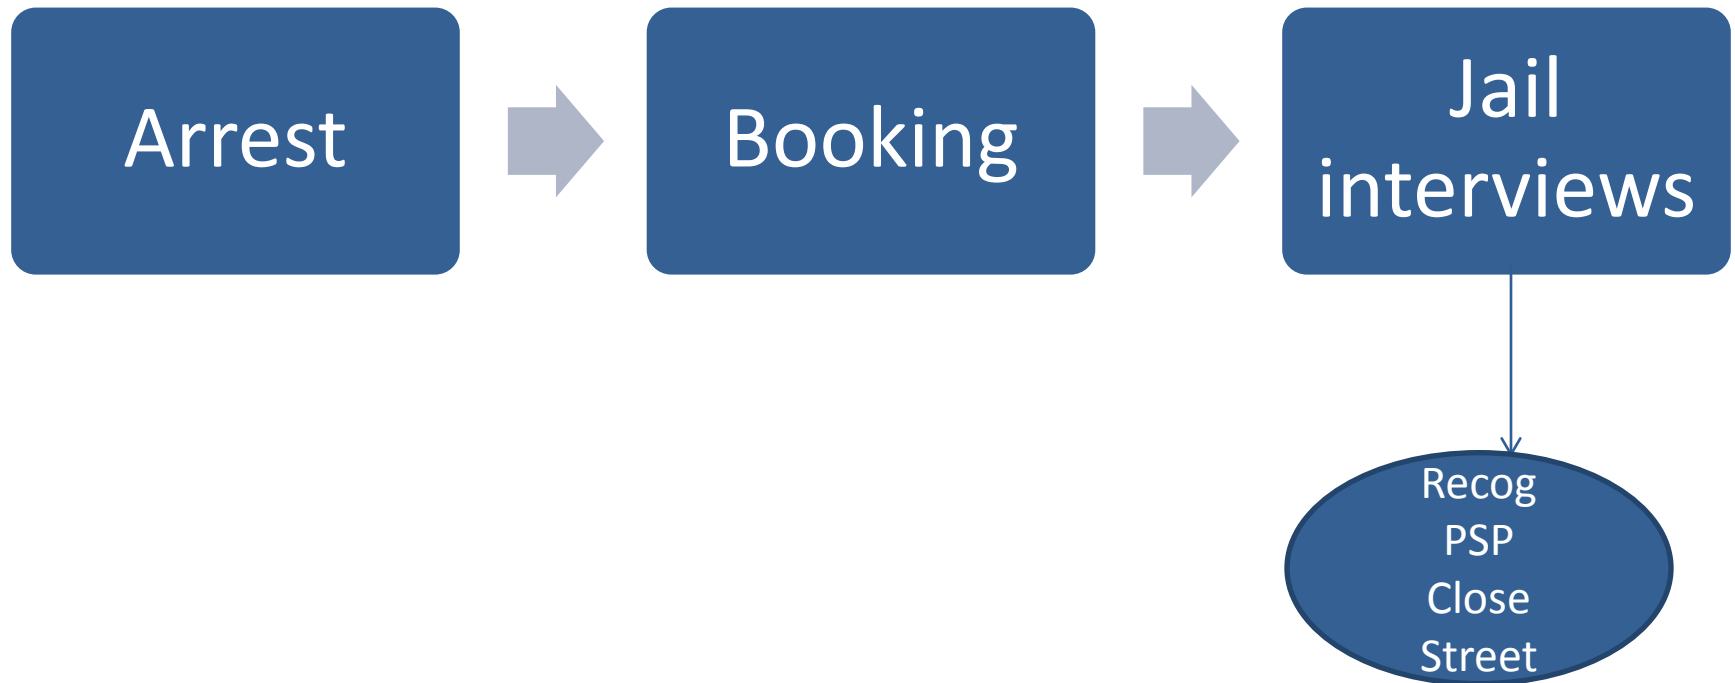 Arrest
Booking
Jail
interviews
Recog
PSP
Close
Street